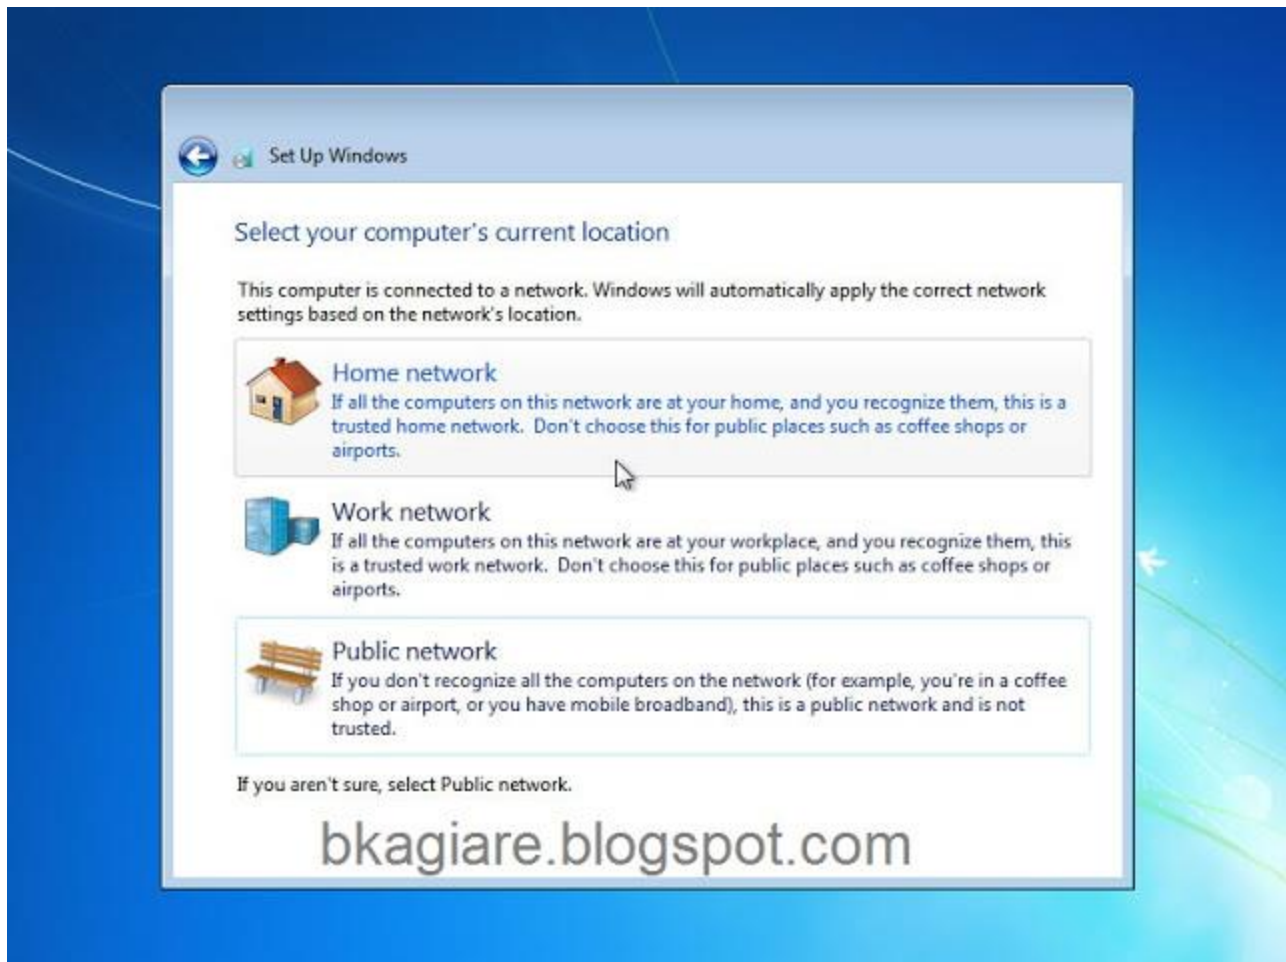 Set Up Windows
Select your computer's current location
This computer is connected to a network. Windows will automatically apply the correct network
settings based on the network's location.
Home network
If all the computers on this network are at your home, and you recognize them, this is a
trusted home network.  Don't choose this for public places such as coffee shops or
airports.
Work network
If all the computers on this network are at your workplace, and you recognize them, this
is a trusted work network.  Don't choose this for public places such as coffee shops or
airports.
Public network
If you don't recognize all the computers on the network (for example, you're in a coffee
shop or airport, or you have mobile broadband), this is a public network and is not
trusted.
If you aren't sure, select Public network.
bkagiare.blogspot.com